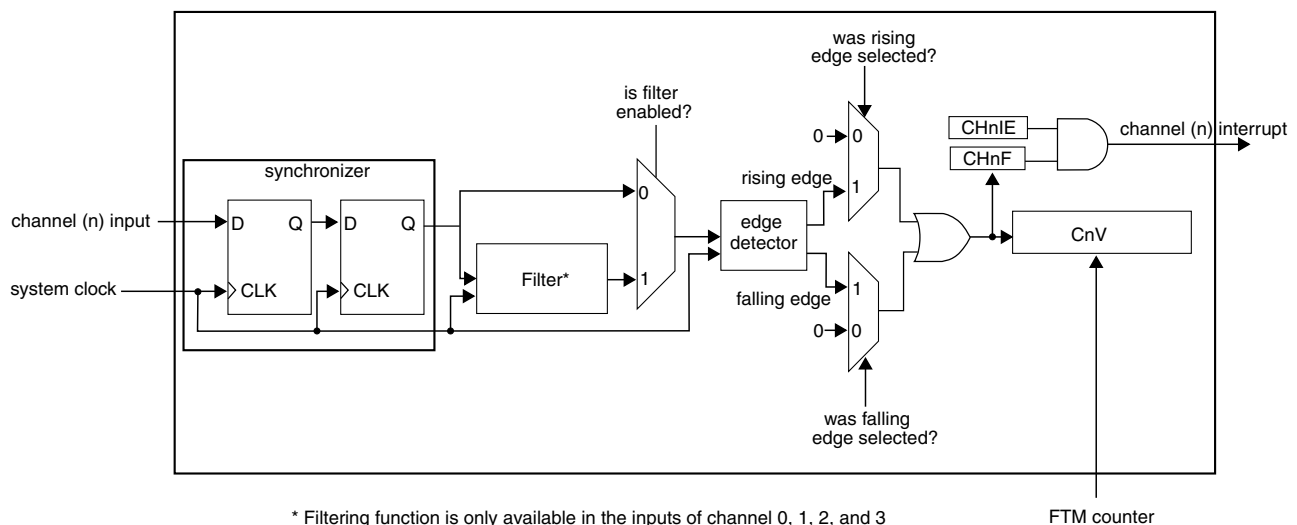 was rising
edge selected?
is filter
enabled?
0
0
CHnIE
channel (n) interrupt
CHnF
synchronizer
rising edge
1
0
channel (n) input
D
Q
D
Q
edge
detector
CnV
Filter*
1
system clock
CLK
CLK
falling edge
1
0
0
was falling
edge selected?
* Filtering function is only available in the inputs of channel 0, 1, 2, and 3
FTM counter